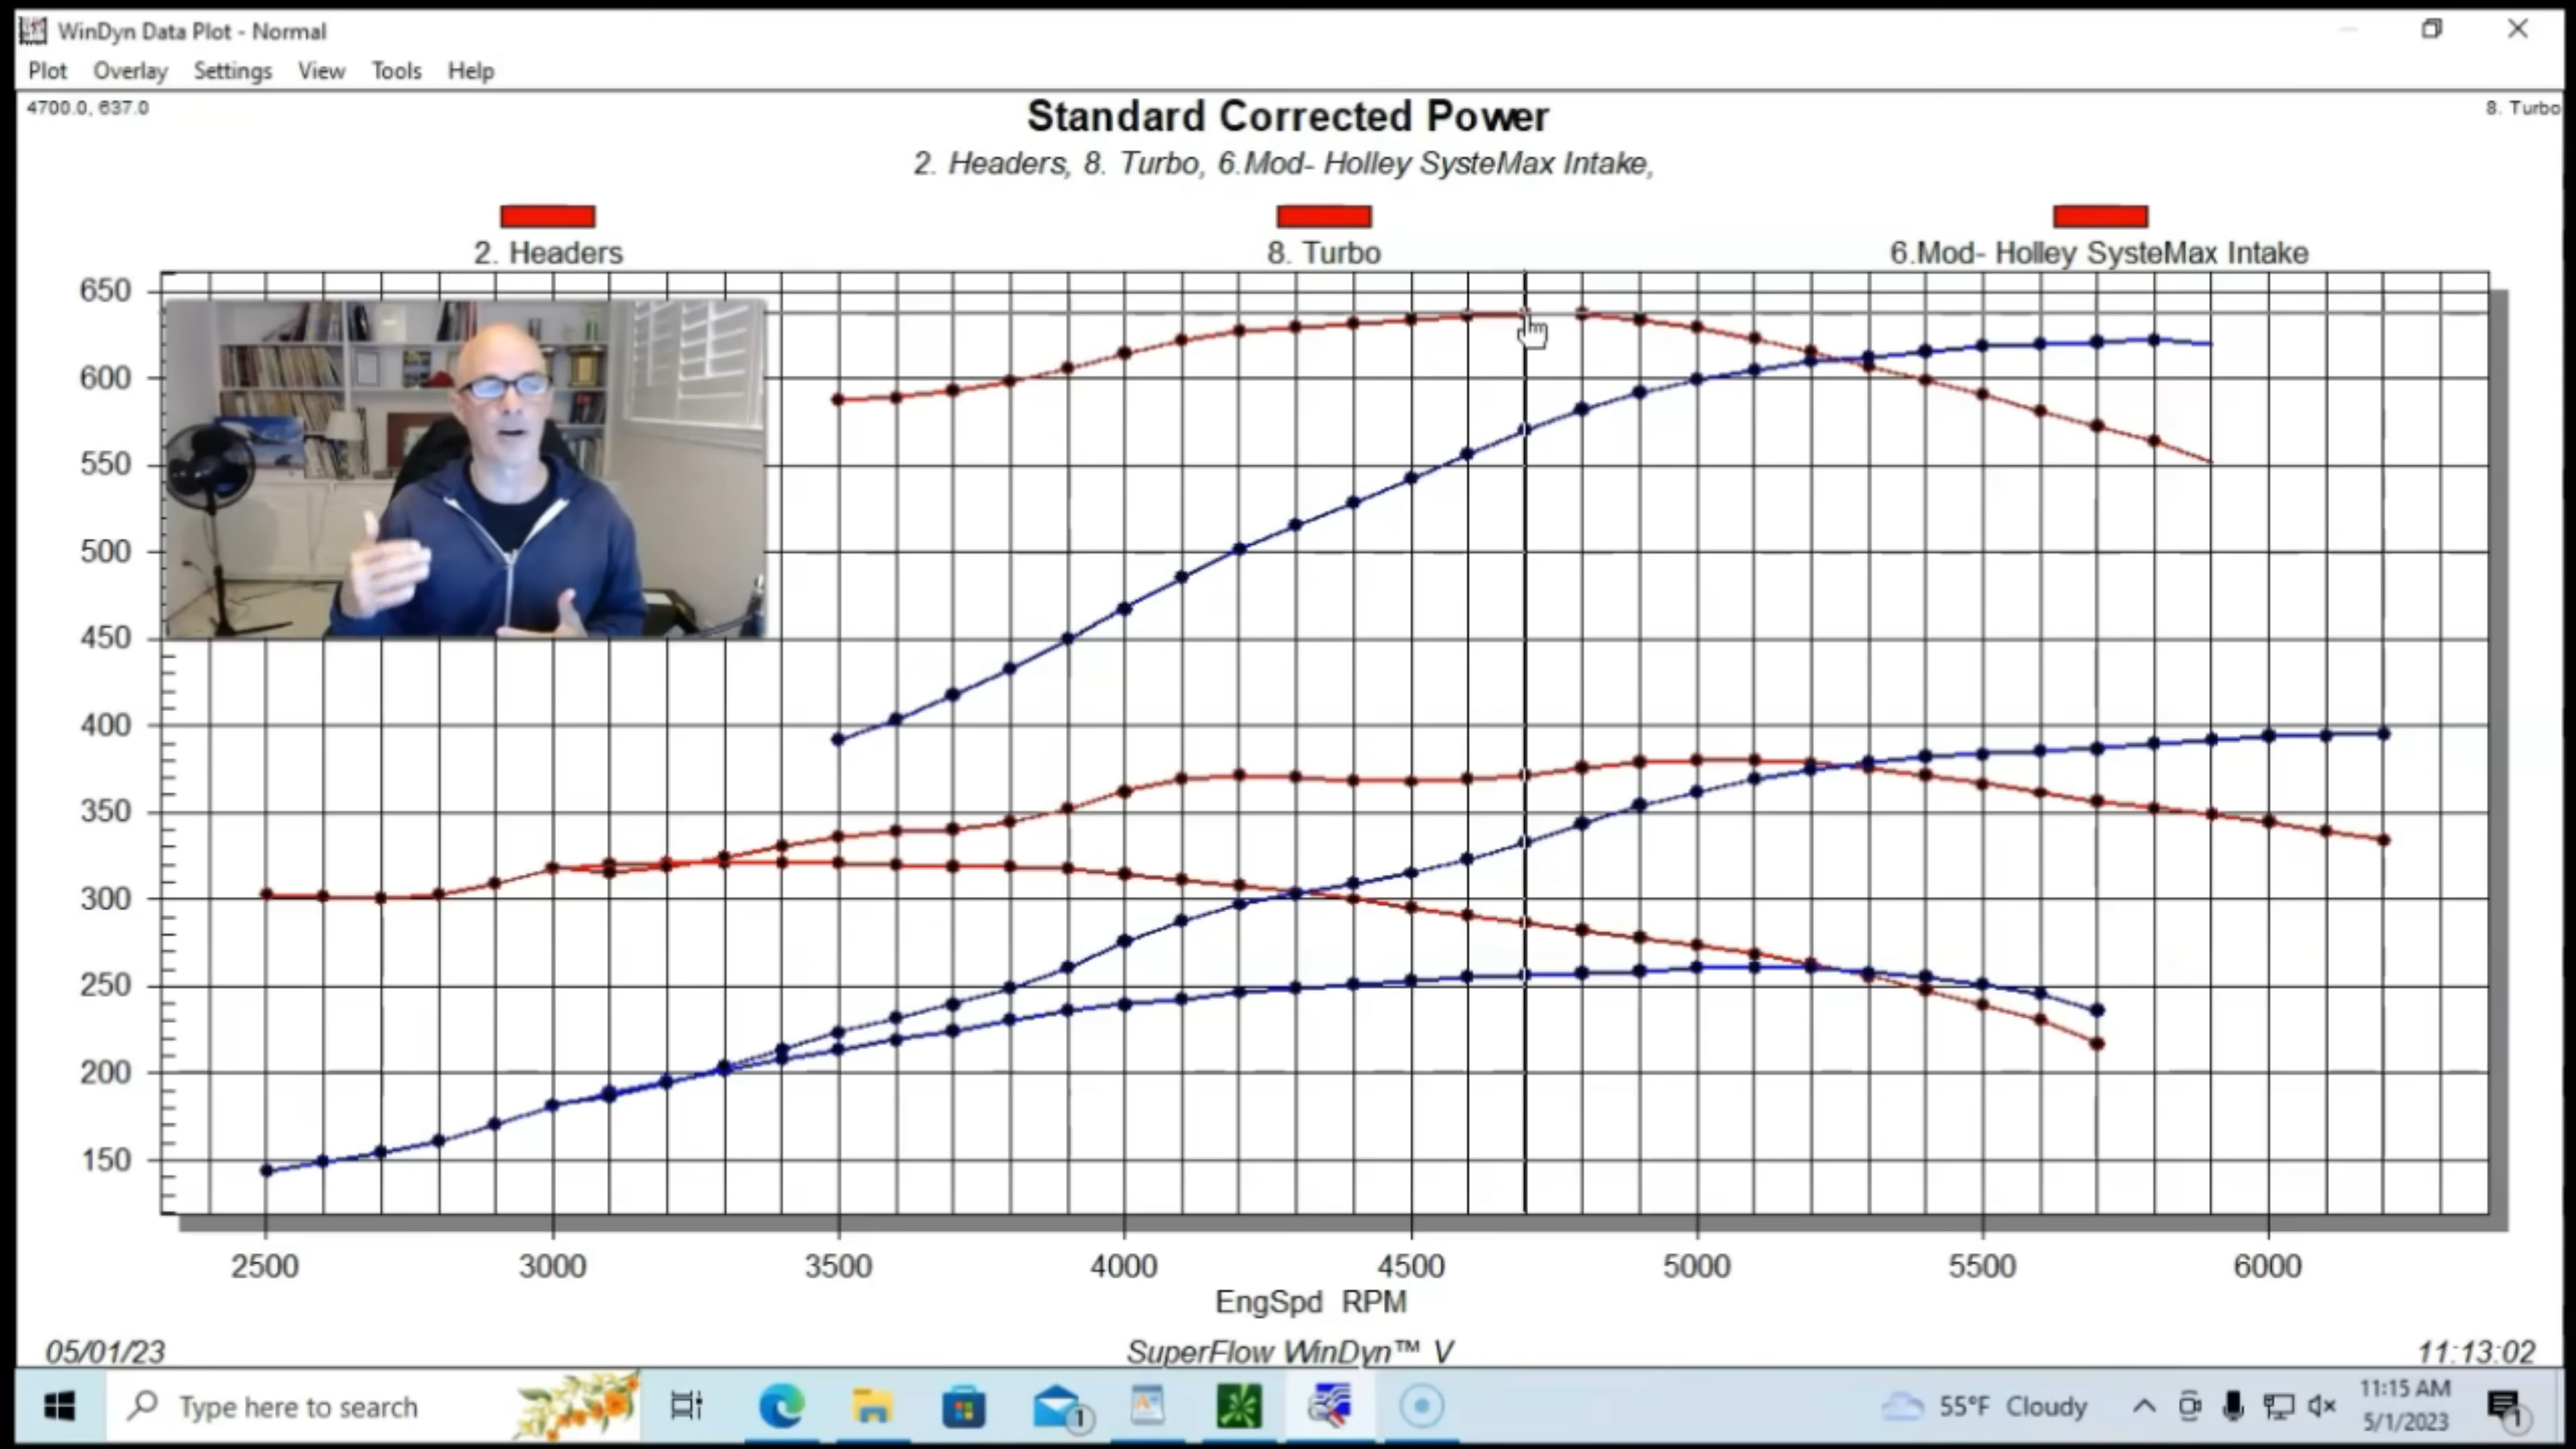 WinDyn Data Plot - Normal
Plot Overlay Settings View Tools Help
4700.0, 637.0
8. Turbo
Standard Corrected Power
2. Headers, 8. Turbo, 6.Mod- Holley SysteMax Intake,
2. Headers
8. Turbo
6.Mod- Holley SysteMax Intake
650
600
550
500
450
400
350
300
250
200
150
2500 3000 3500 4000 4500 5000 5500 6000
EngSpd RPM
05/01/23
SuperFlow WinDyn™ V
11:13:02
Type here to search
1
55°F Cloudy
11:15 AM
5/1/2023
1